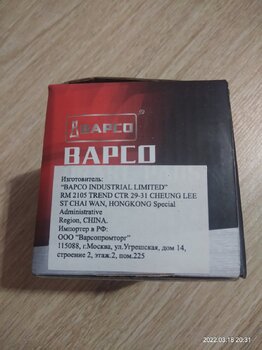 BAPCO
®
BAPCO
Изготовитель:
"BAPCO INDUSTRIAL LIMITED"
RM 2105 TREND CTR 29-31 CHEUNG LEE
ST CHAI WAN, HONGKONG Special
Administrative
Region, CHINA.
Импортер в РФ:
ООО "Варсопромторг"
115088, г.Москва, ул.Угрешская, дом 14,
строение 2, этаж.2, пом.225
2022.03.18 20:31